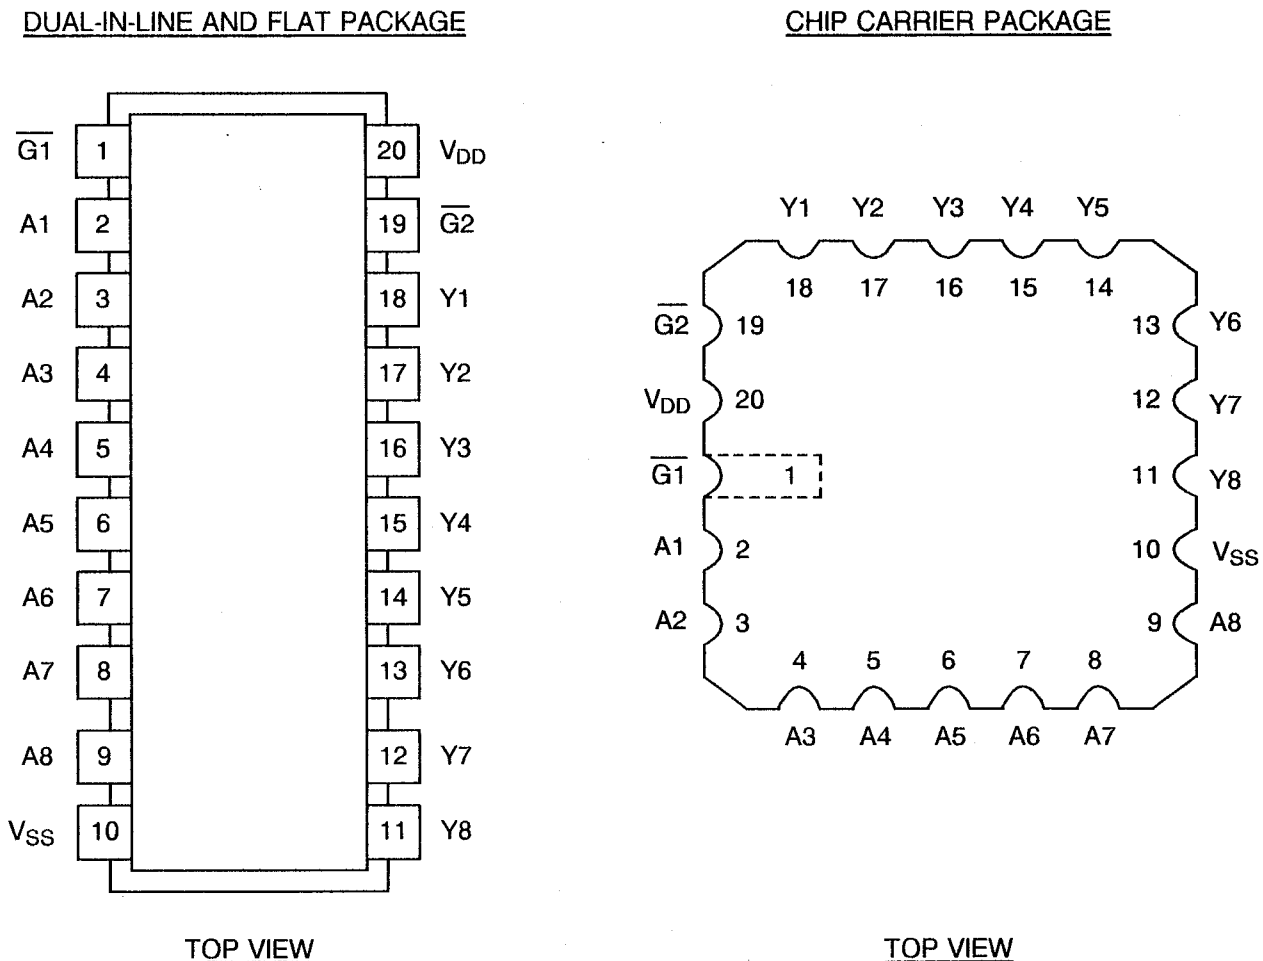 DUAL-IN-LINE AND FLAT PACKAGE
G̅1̅ 1 20 VDD
A1 2 19 G̅2̅
A2 3 18 Y1
A3 4 17 Y2
A4 5 16 Y3
A5 6 15 Y4
A6 7 14 Y5
A7 8 13 Y6
A8 9 12 Y7
VSS 10 11 Y8
TOP VIEW
CHIP CARRIER PACKAGE
Y1 Y2 Y3 Y4 Y5
18 17 16 15 14
G̅2̅ 19 13 Y6
VDD 20 12 Y7
G̅1̅ 1 11 Y8
A1 2 10 VSS
A2 3 9 A8
4 5 6 7 8
A3 A4 A5 A6 A7
TOP VIEW